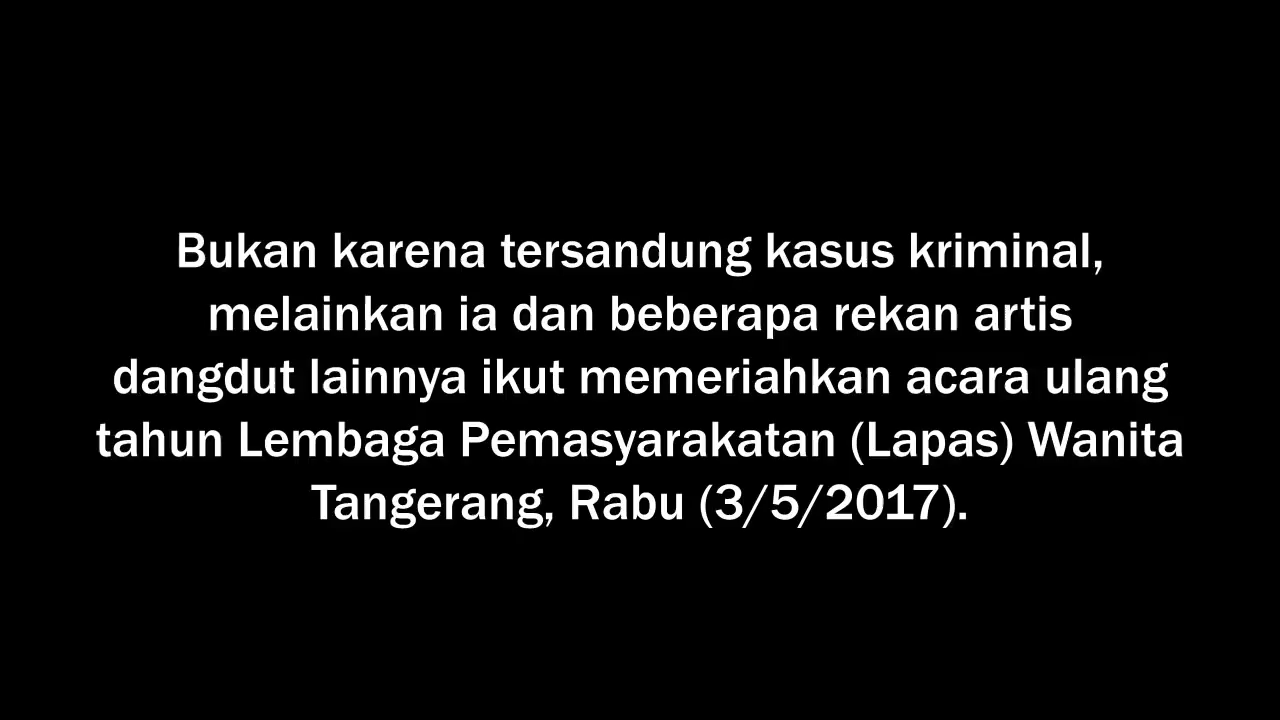 Bukan karena tersandung kasus kriminal,
melainkan ia dan beberapa rekan artis
dangdut lainnya ikut memeriahkan acara ulang
tahun Lembaga Pemasyarakatan (Lapas) Wanita
Tangerang, Rabu (3/5/2017).